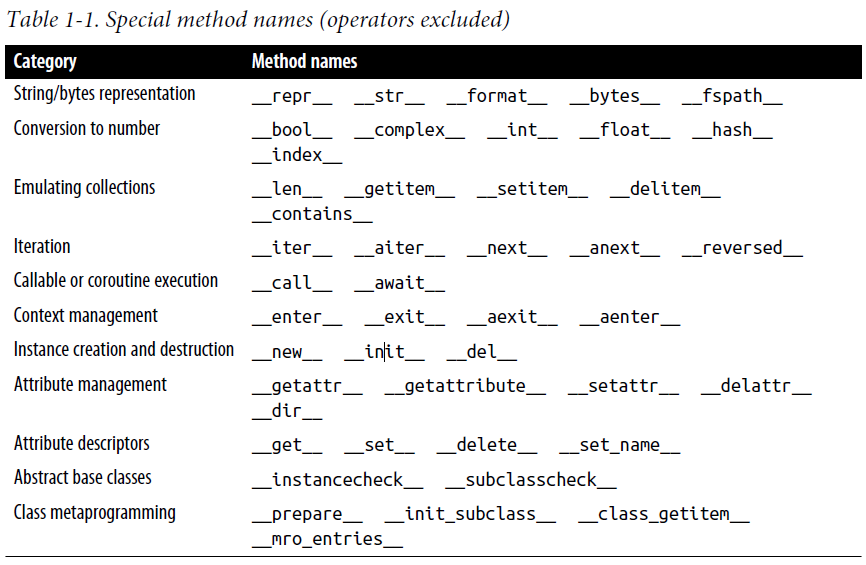 Table 1-1. Special method names (operators excluded)
Category Method names
String/bytes representation __repr__ __str__ __format__ __bytes__ __fspath__
Conversion to number __bool__ __complex__ __int__ __float__ __hash__
__index__
Emulating collections __len__ __getitem__ __setitem__ __delitem__
__contains__
Iteration __iter__ __aiter__ __next__ __anext__ __reversed__
Callable or coroutine execution __call__ __await__
Context management __enter__ __exit__ __aexit__ __aenter__
Instance creation and destruction __new__ __init__ __del__
Attribute management __getattr__ __getattribute__ __setattr__ __delattr__
__dir__
Attribute descriptors __get__ __set__ __delete__ __set_name__
Abstract base classes __instancecheck__ __subclasscheck__
Class metaprogramming __prepare__ __init_subclass__ __class_getitem__
__mro_entries__